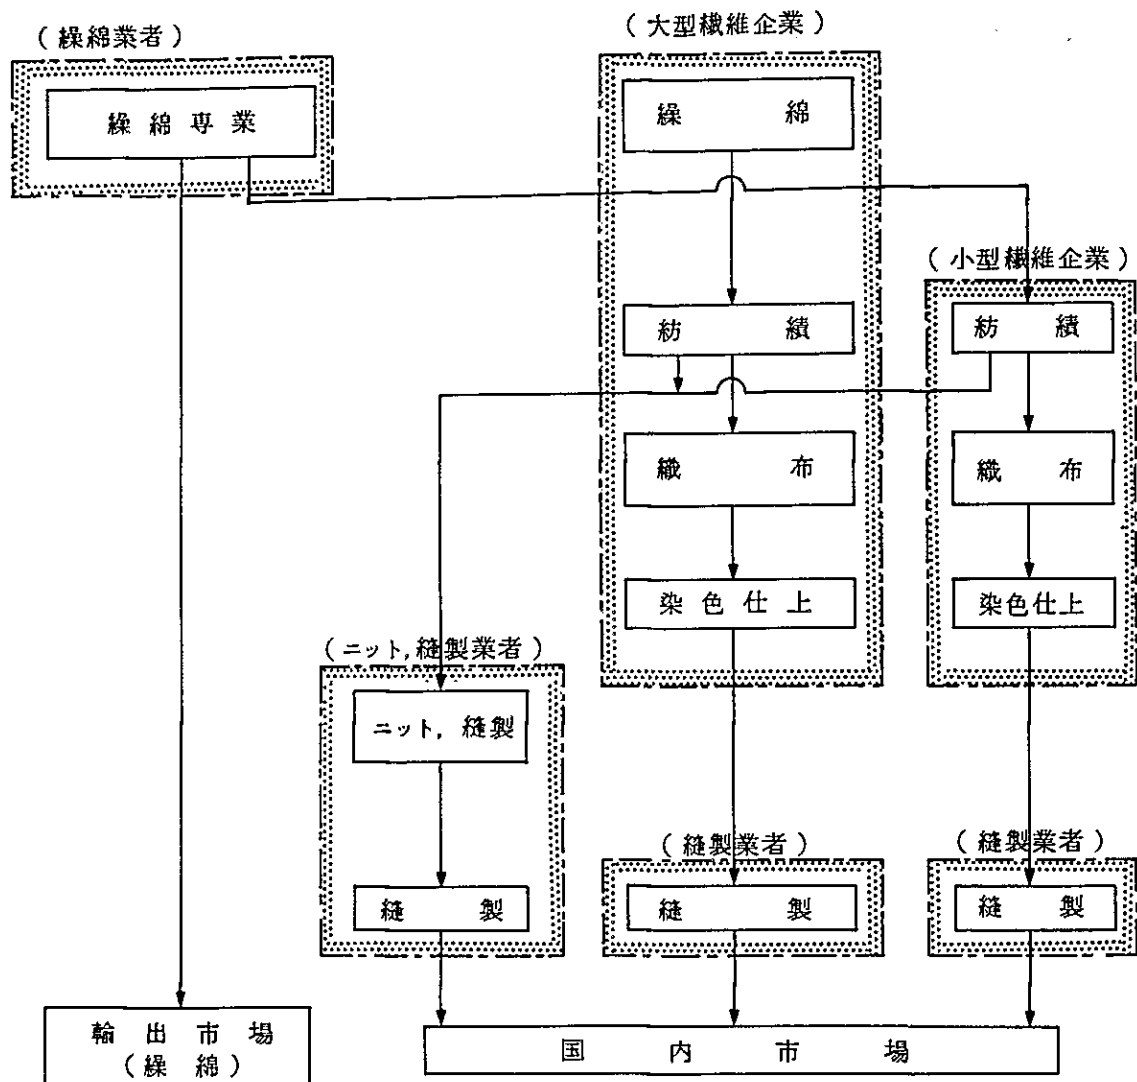 (繰綿業者)
(大型繊維企業)
繰綿専業
繰綿
(小型繊維企業)
紡績
紡績
織布
織布
染色仕上
染色仕上
(ニット,縫製業者)
ニット,縫製
(縫製業者)
(縫製業者)
縫製
縫製
縫製
輸出市場
(繰綿)
国内市場